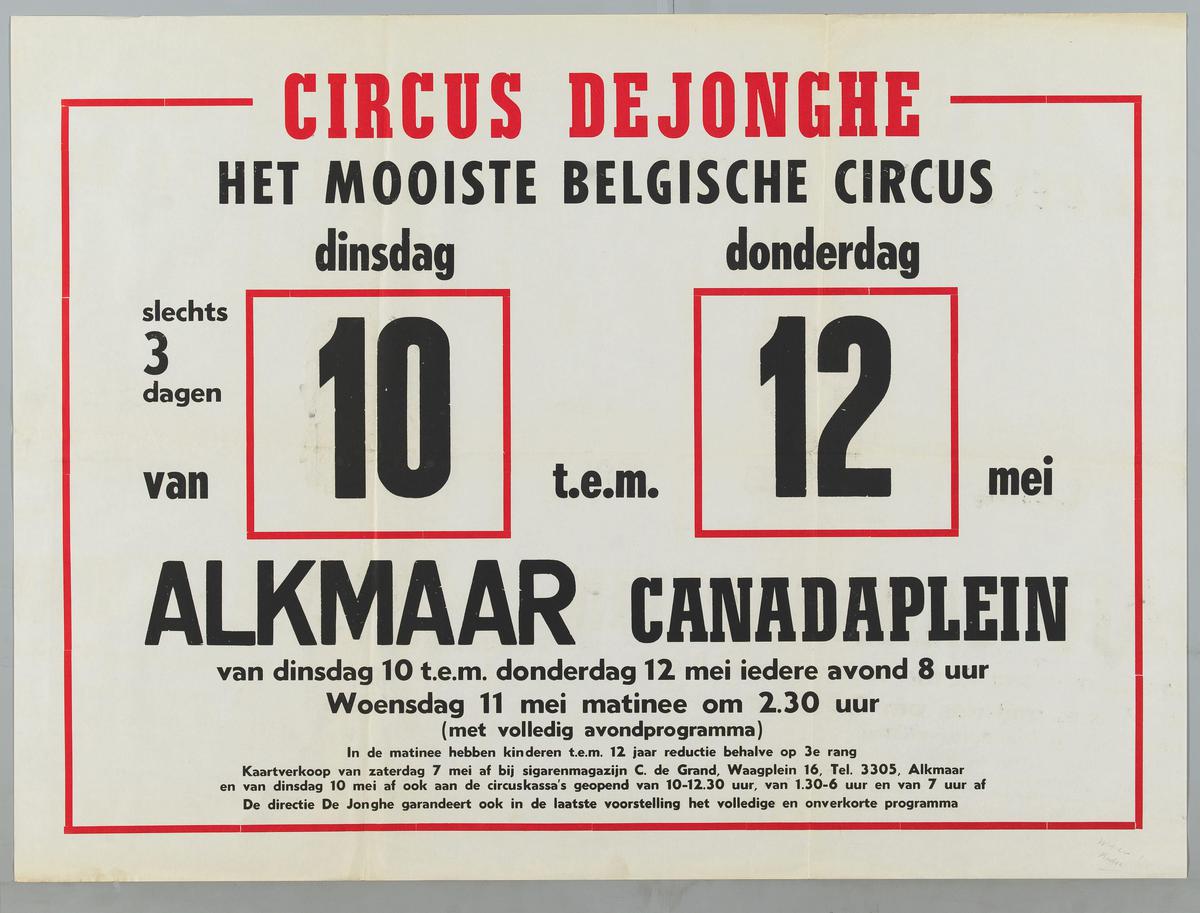 CIRCUS DEJONGHE
HET MOOISTE BELGISCHE CIRCUS
dinsdag donderdag
slechts
3
dagen
van 10 t.e.m. 12 mei
ALKMAAR CANADAPLEIN
van dinsdag 10 t.e.m. donderdag 12 mei iedere avond 8 uur
Woensdag 11 mei matinee om 2.30 uur
(met volledig avondprogramma)
In de matinee hebben kinderen t.e.m. 12 jaar reductie behalve op 3e rang
Kaartverkoop van zaterdag 7 mei af bij sigarenmagazijn C. de Grand, Waagplein 16, Tel. 3305, Alkmaar
en van dinsdag 10 mei af ook aan de circuskassa's geopend van 10-12.30 uur, van 1.30-6 uur en van 7 uur af
De directie De Jonghe garandeert ook in de laatste voorstelling het volledige en onverkorte programma